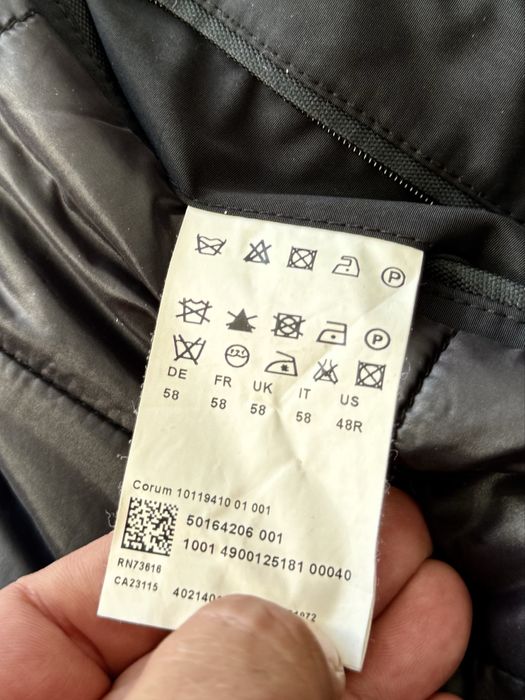 P
P
DE FR UK IT US
58 58 58 58 48R
Corum 10119410 01 001
50164206 001
1001 4900125181 00040
RN73616
CA23115